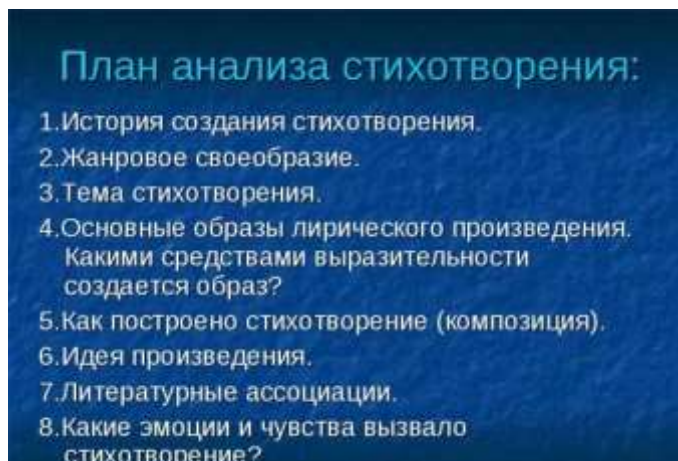 План анализа стихотворения:
1.История создания стихотворения.
2.Жанровое своеобразие.
3.Тема стихотворения.
4.Основные образы лирического произведения.
Какими средствами выразительности
создается образ?
5.Как построено стихотворение (композиция).
6.Идея произведения.
7.Литературные ассоциации.
8.Какие эмоции и чувства вызвало
стихотворение?